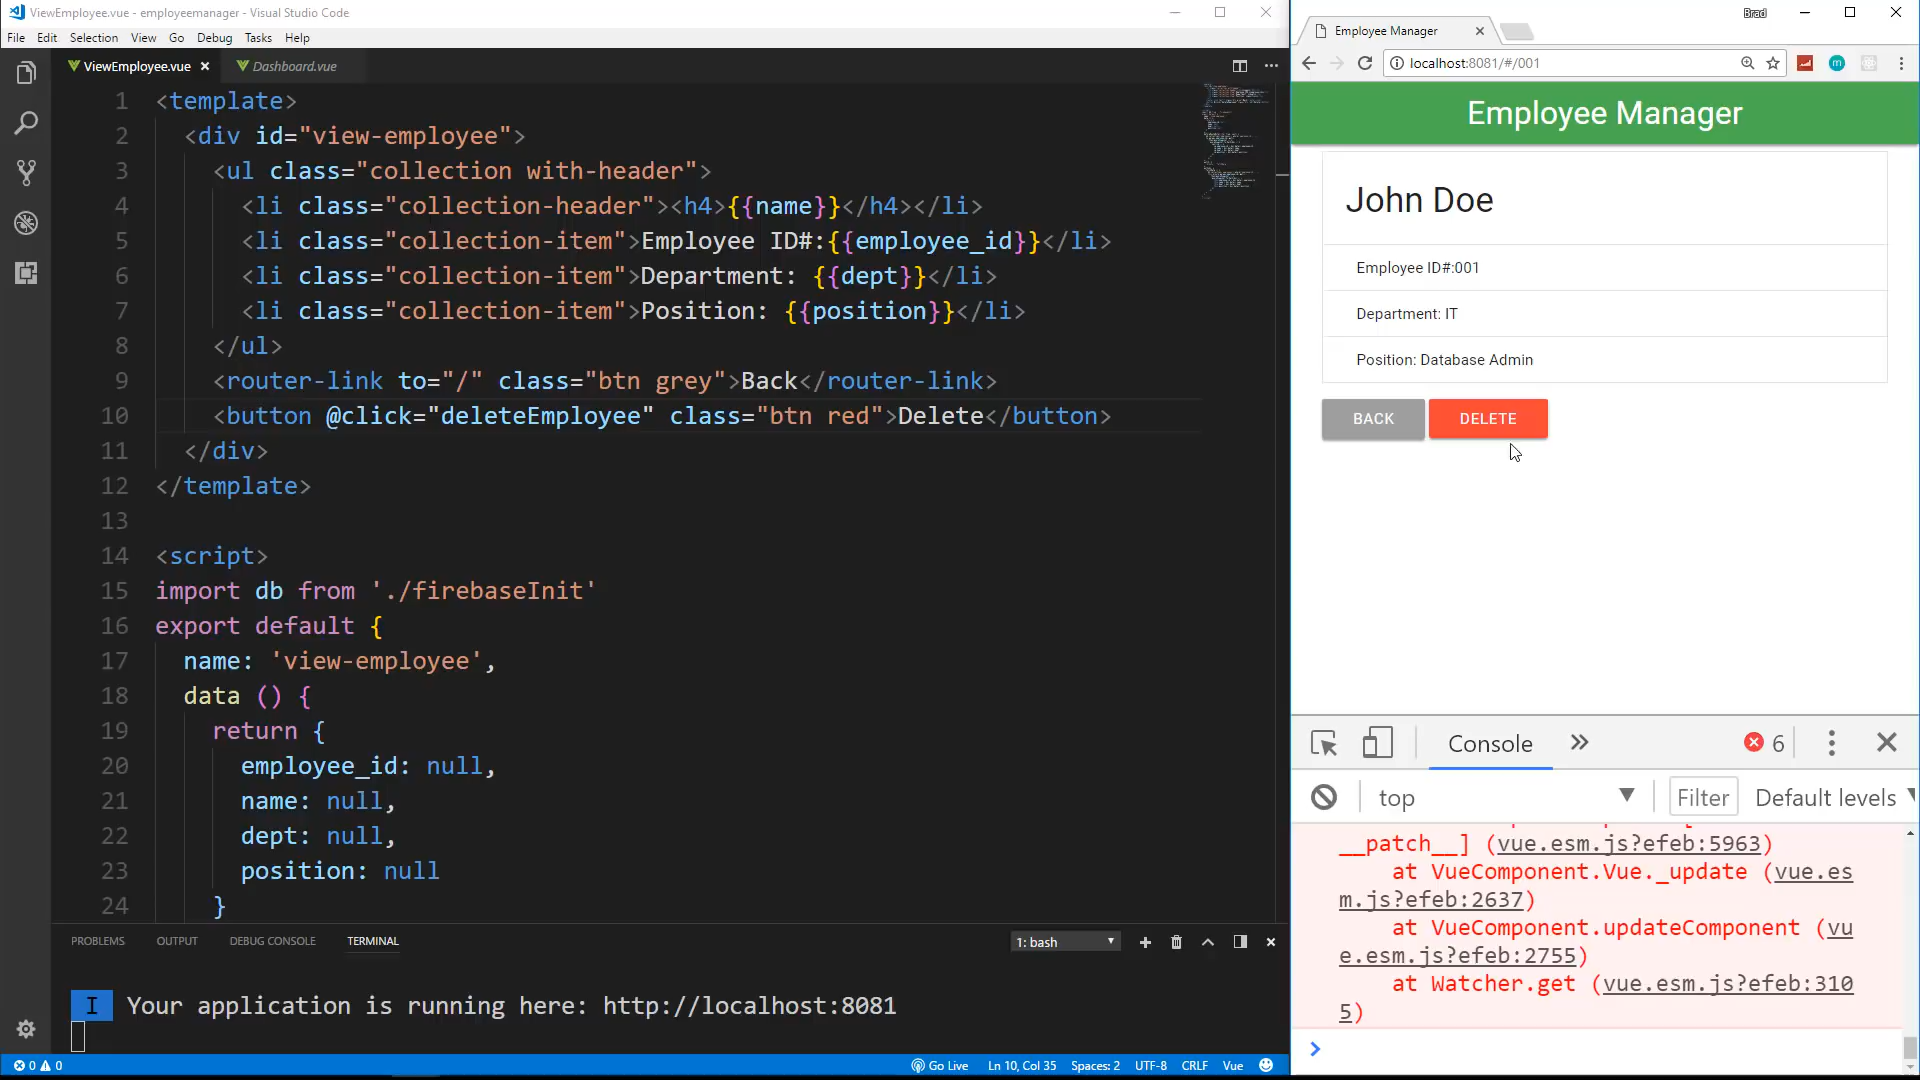 ViewEmployee.vue - employeemanager - Visual Studio Code
File Edit Selection View Go Debug Tasks Help
ViewEmployee.vue
Dashboard.vue
1 <template>
2 <div id="view-employee">
3 <ul class="collection with-header">
4 <li class="collection-header"><h4>{{name}}</h4></li>
5 <li class="collection-item">Employee ID#:{{employee_id}}</li>
6 <li class="collection-item">Department: {{dept}}</li>
7 <li class="collection-item">Position: {{position}}</li>
8 </ul>
9 <router-link to="/" class="btn grey">Back</router-link>
10 <button @click="deleteEmployee" class="btn red">Delete</button>
11 </div>
12 </template>
13
14 <script>
15 import db from './firebaseInit'
16 export default {
17 name: 'view-employee',
18 data () {
19 return {
20 employee_id: null,
21 name: null,
22 dept: null,
23 position: null
24 }
PROBLEMS OUTPUT DEBUG CONSOLE TERMINAL
1: bash
I Your application is running here: http://localhost:8081
0 0
Go Live Ln 10, Col 35 Spaces: 2 UTF-8 CRLF Vue
Employee Manager
Brad
localhost:8081/#/001
Employee Manager
John Doe
Employee ID#:001
Department: IT
Position: Database Admin
BACK DELETE
Console 6
top Filter Default levels
__patch__] (vue.esm.js?efeb:5963)
at VueComponent.Vue._update (vue.es
m.js?efeb:2637)
at VueComponent.updateComponent (vu
e.esm.js?efeb:2755)
at Watcher.get (vue.esm.js?efeb:310
5)
>